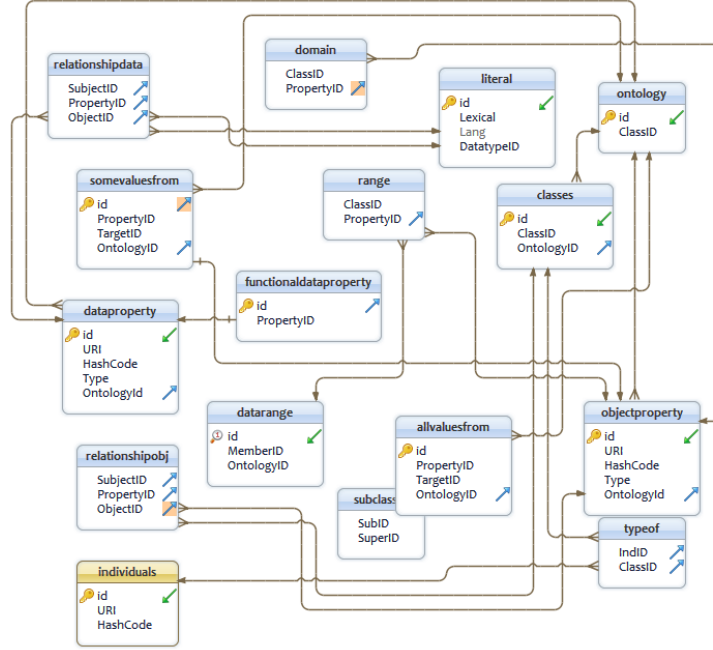 relationshipdata
SubjectID
PropertyID
ObjectID
domain
ClassID
PropertyID
literal
id
Lexical
Lang
DatatypeID
ontology
id
ClassID
somevaluesfrom
id
PropertyID
TargetID
OntologyID
range
ClassID
PropertyID
classes
id
ClassID
OntologyID
functionaldataproperty
id
PropertyID
dataproperty
id
URI
HashCode
Type
OntologyId
datarange
id
MemberID
OntologyID
allvaluesfrom
id
PropertyID
TargetID
OntologyID
objectproperty
id
URI
HashCode
Type
OntologyId
relationshipobj
SubjectID
PropertyID
ObjectID
subclass
SubID
SuperID
typeof
IndID
ClassID
individuals
id
URI
HashCode